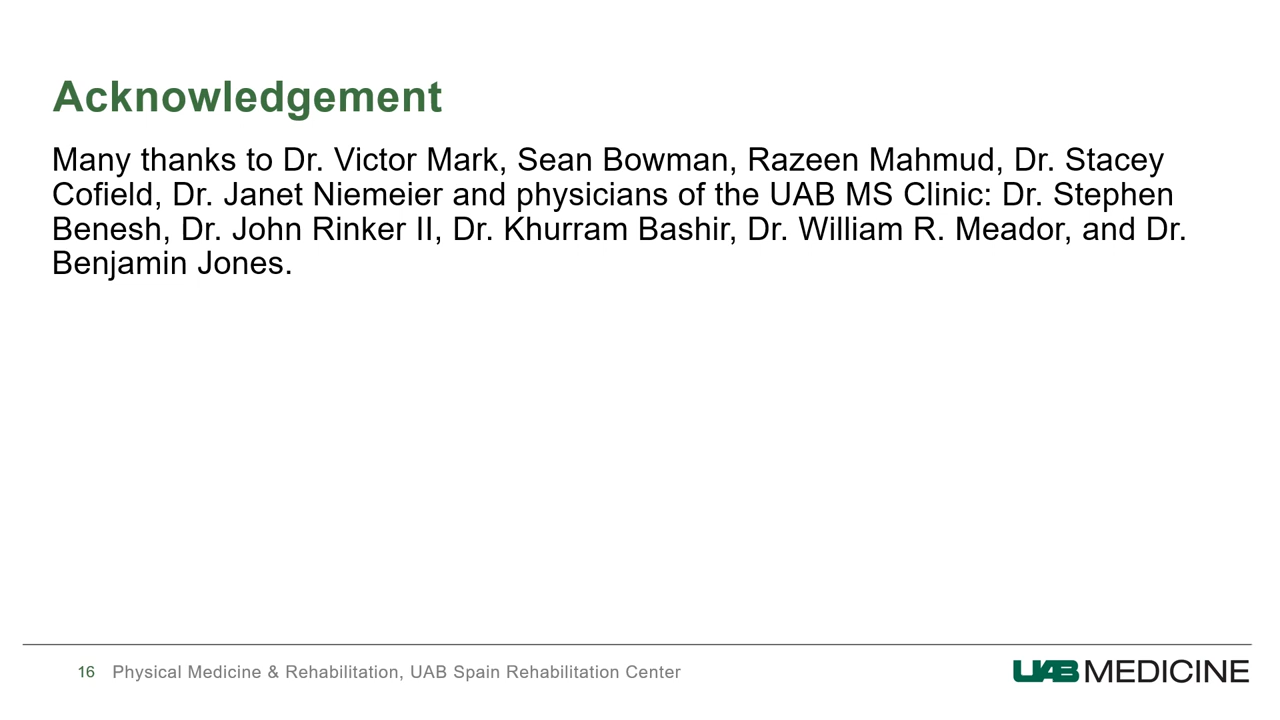 Acknowledgement
Many thanks to Dr. Victor Mark, Sean Bowman, Razeen Mahmud, Dr. Stacey
Cofield, Dr. Janet Niemeier and physicians of the UAB MS Clinic: Dr. Stephen
Benesh, Dr. John Rinker II, Dr. Khurram Bashir, Dr. William R. Meador, and Dr.
Benjamin Jones.
16 Physical Medicine & Rehabilitation, UAB Spain Rehabilitation Center
UAB MEDICINE